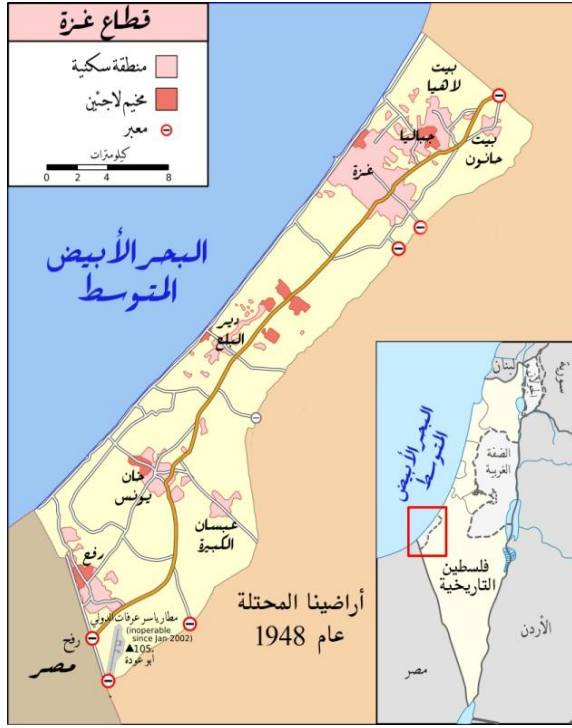 قطاع غزة
منطقة سكنية
مخيم لاجئين
معبر
كيلومترات
0 2 4 8
بيت
لاهيا
جباليا
بيت
حانون
غزة
البحر الأبيض
المتوسط
دير
البلح
خان
يونس
عبسان
الكبيرة
رفح
مطار ياسر عرفات الدولي
(inoperable
since Jan 2002)
▲105
أبو عودة
رفح
مصر
أراضينا المحتلة
عام 1948
لبنان
سورية
الجولان
البحر الأبيض
المتوسط
الضفة
الغربية
فلسطين
التاريخية
الأردن
مصر